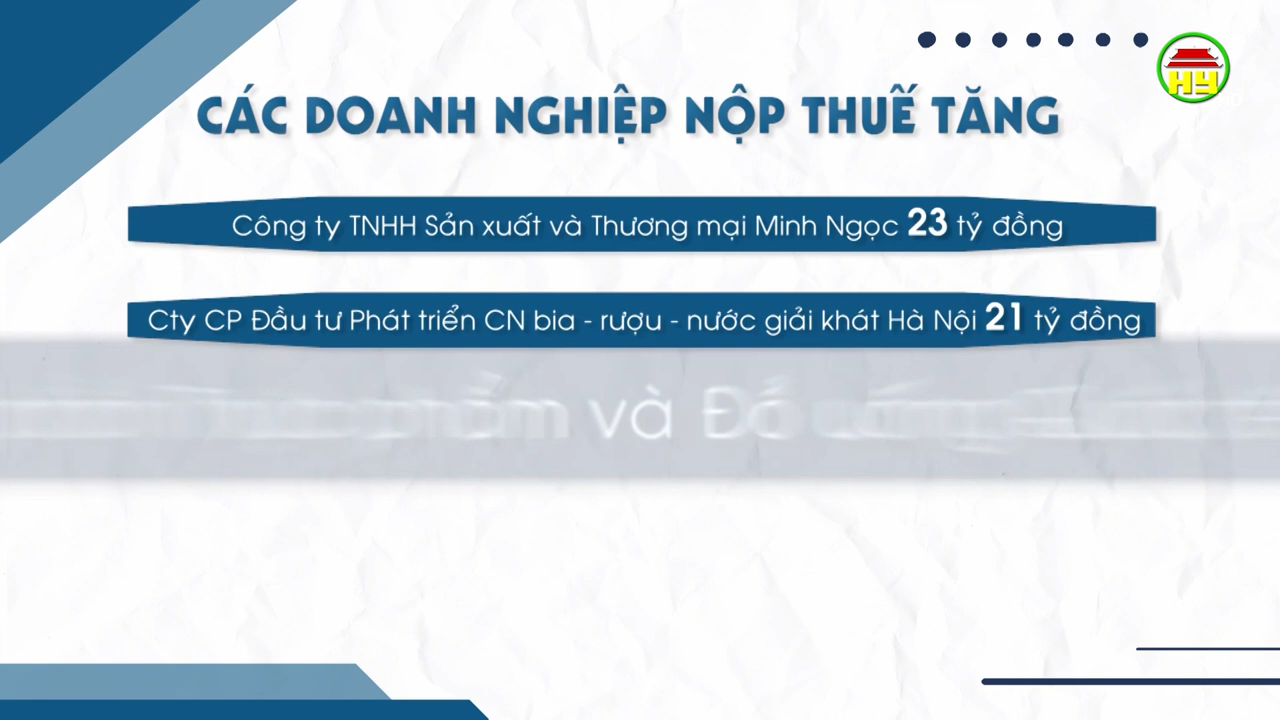 HY
CÁC DOANH NGHIỆP NỘP THUẾ TĂNG
Công ty TNHH Sản xuất và Thương mại Minh Ngọc 23 tỷ đồng
Cty CP Đầu tư Phát triển CN bia - rượu - nước giải khát Hà Nội 21 tỷ đồng
và